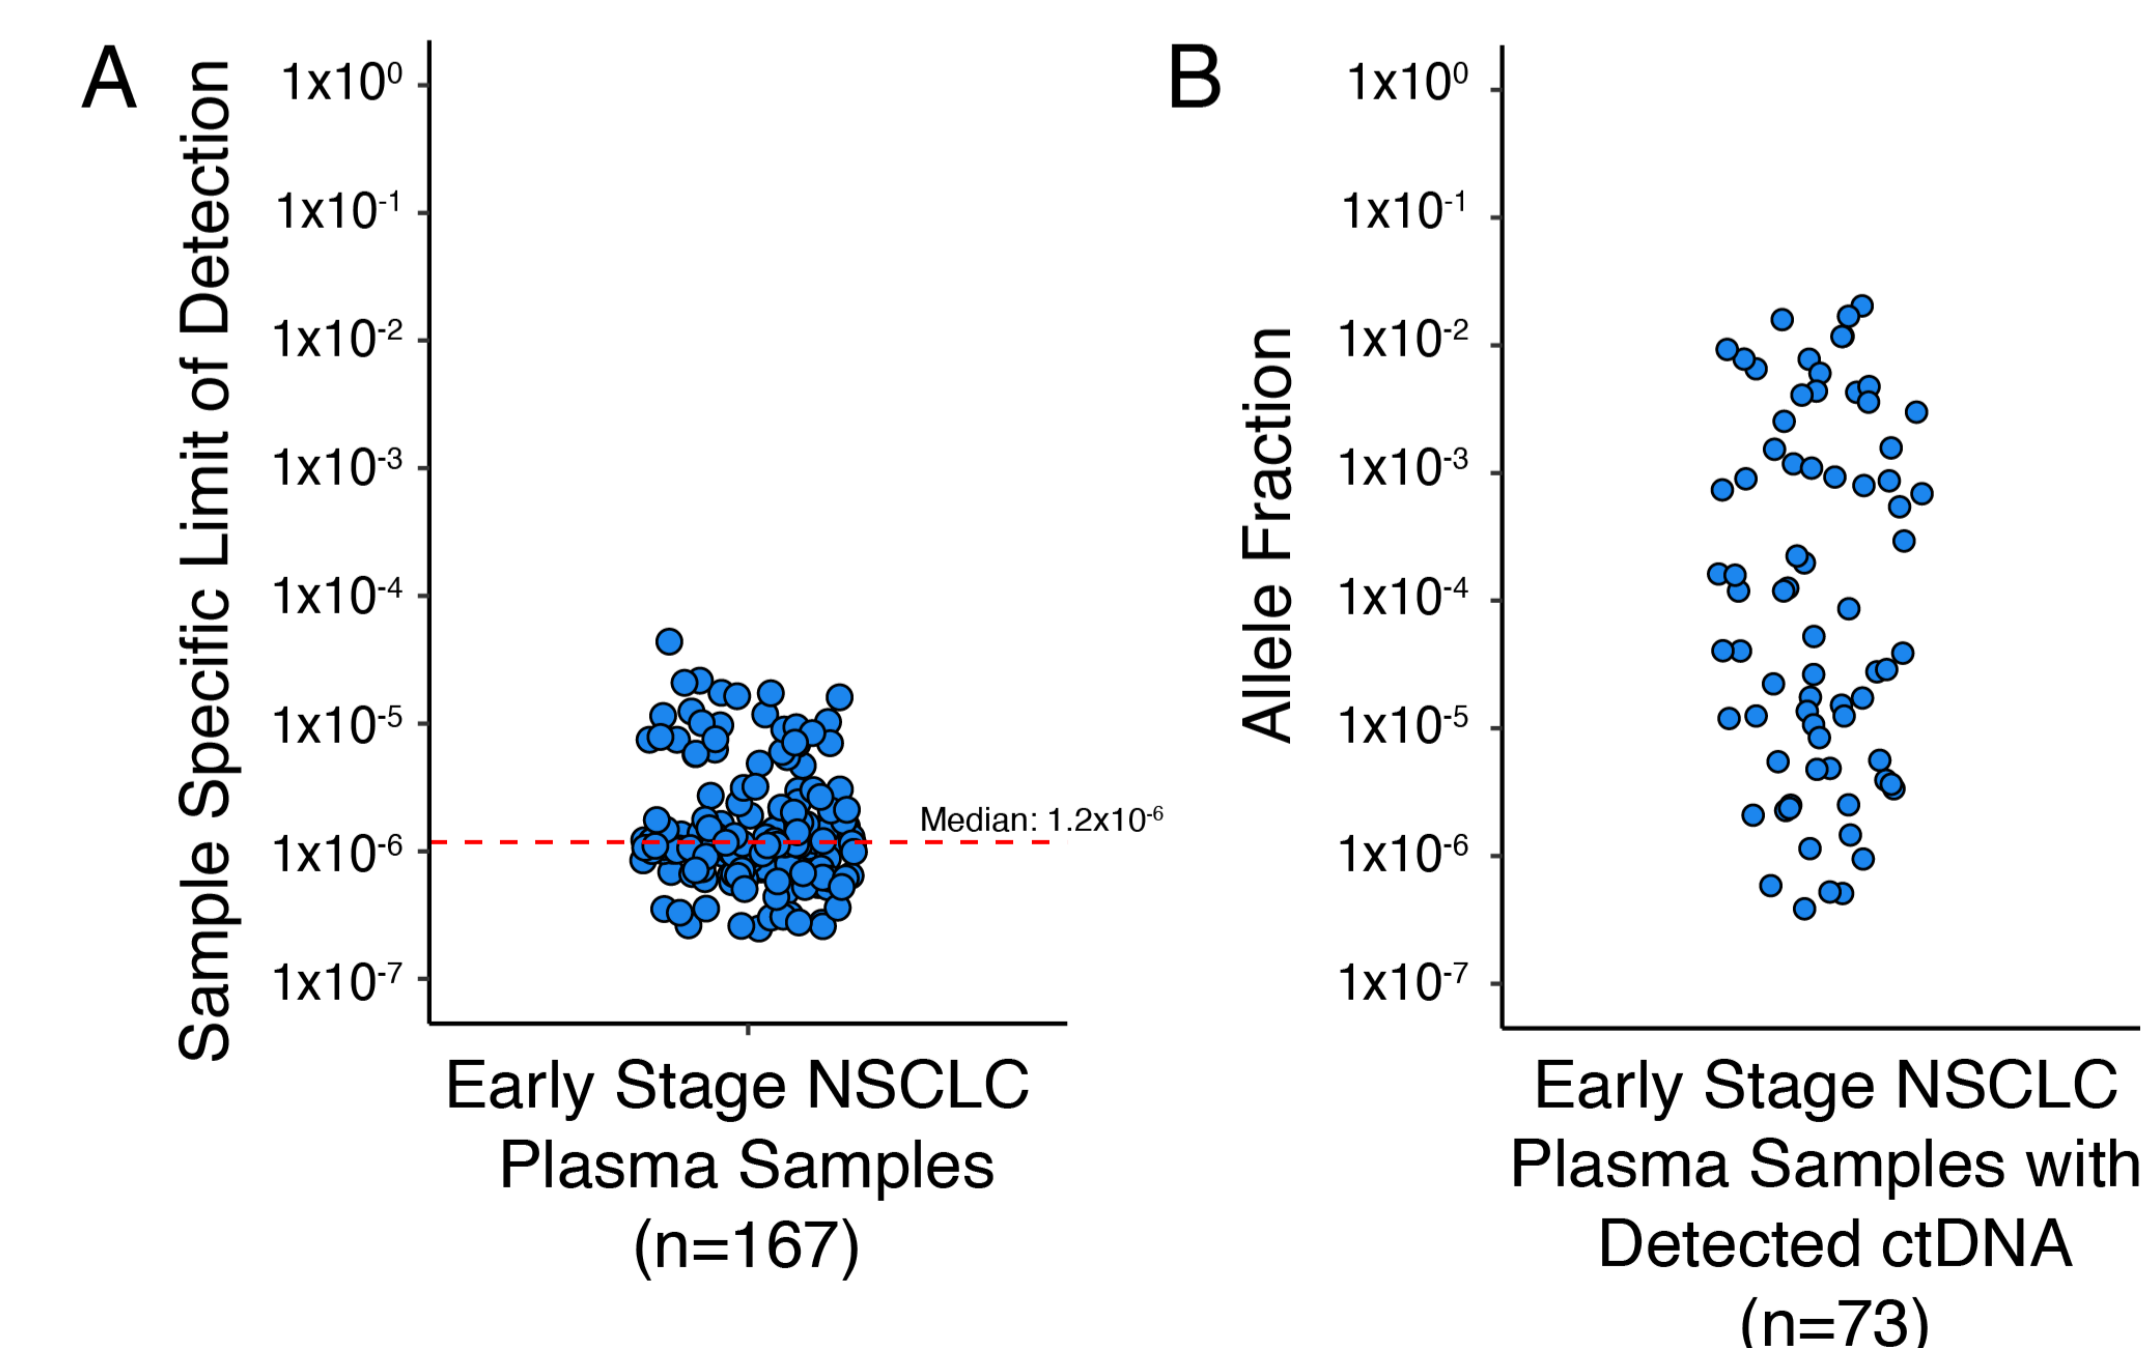 A
Sample Specific Limit of Detection
1x10⁰
1x10⁻¹
1x10⁻²
1x10⁻³
1x10⁻⁴
1x10⁻⁵
1x10⁻⁶
1x10⁻⁷
Median: 1.2x10⁻⁶
Early Stage NSCLC
Plasma Samples
(n=167)
B
Allele Fraction
1x10⁰
1x10⁻¹
1x10⁻²
1x10⁻³
1x10⁻⁴
1x10⁻⁵
1x10⁻⁶
1x10⁻⁷
Early Stage NSCLC
Plasma Samples with
Detected ctDNA
(n=73)